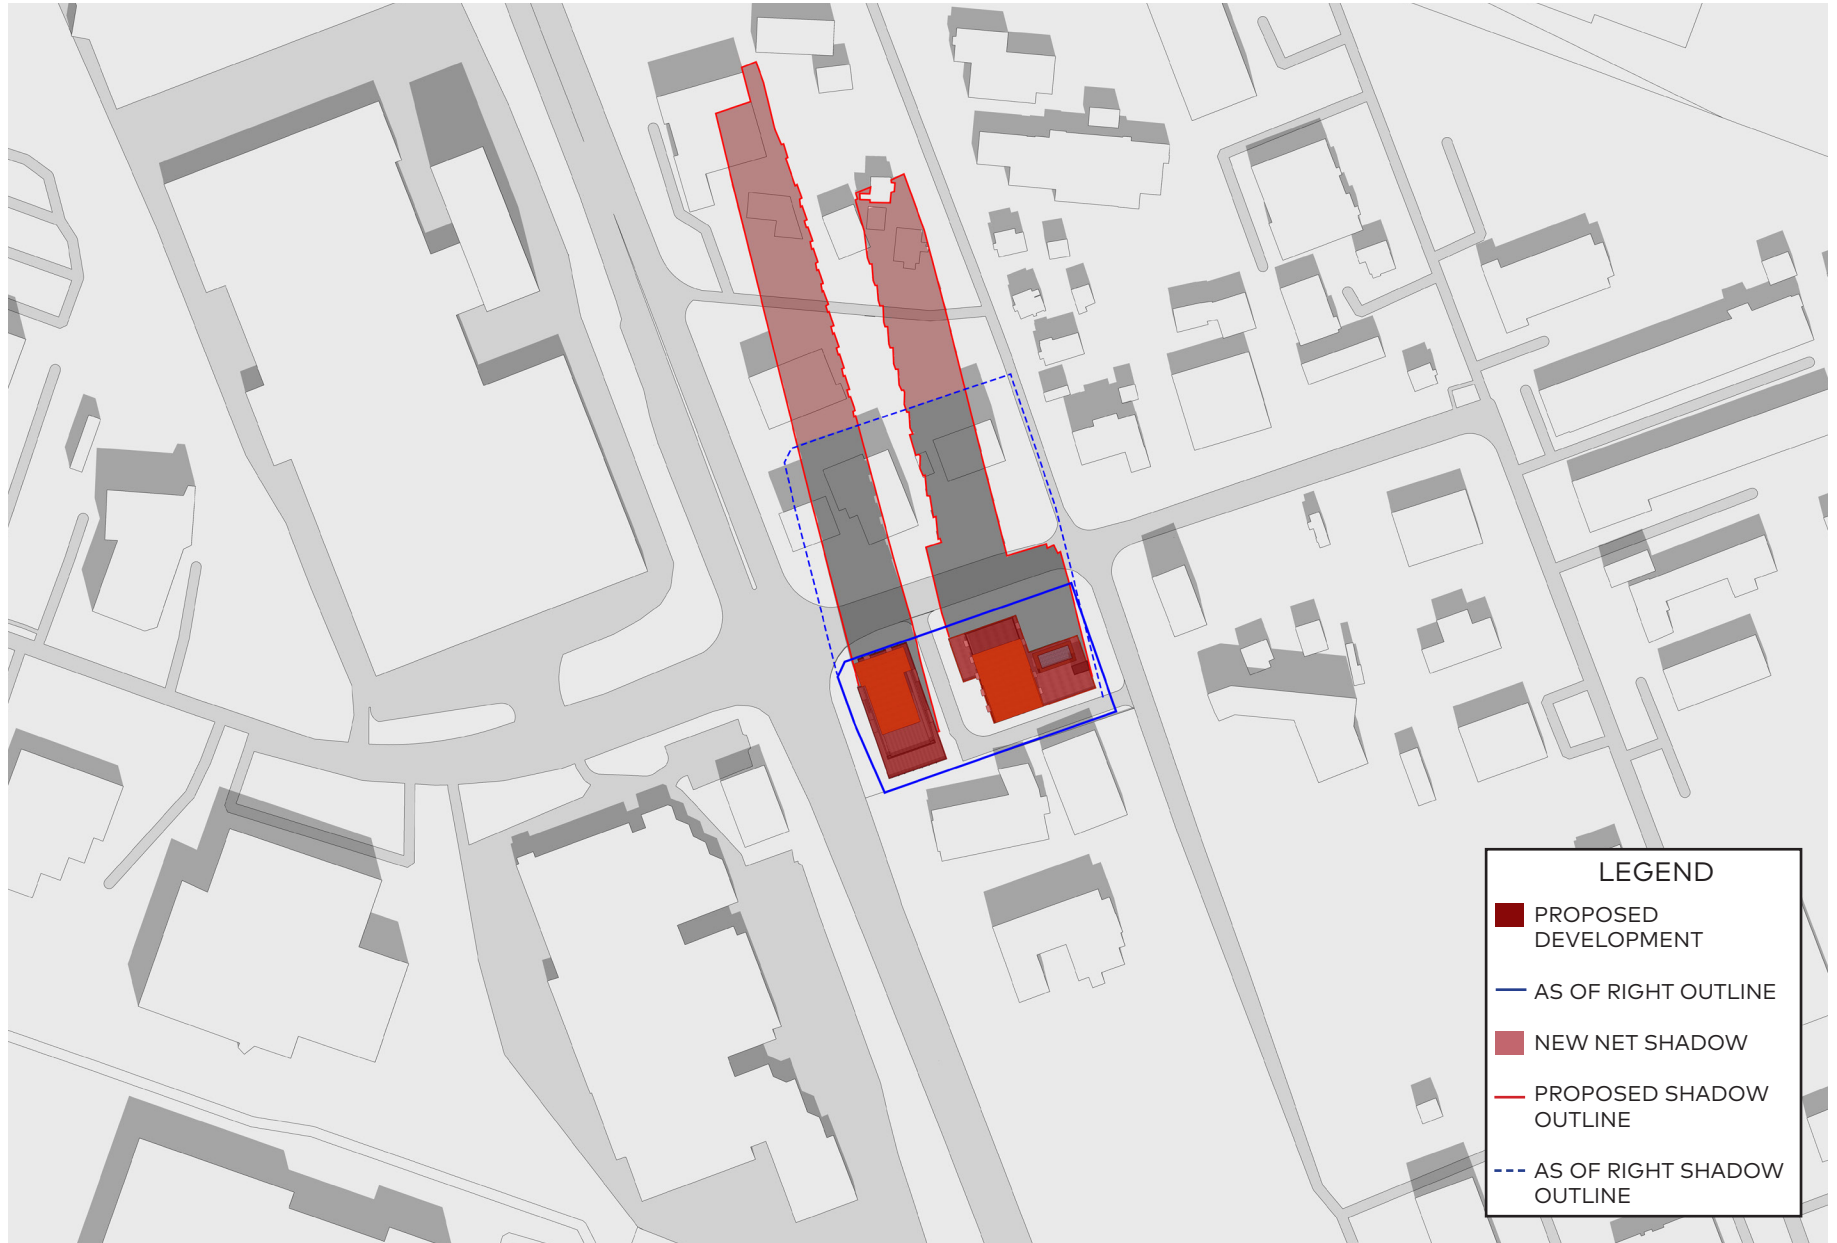 LEGEND
PROPOSED
DEVELOPMENT
AS OF RIGHT OUTLINE
NEW NET SHADOW
PROPOSED SHADOW
OUTLINE
AS OF RIGHT SHADOW
OUTLINE